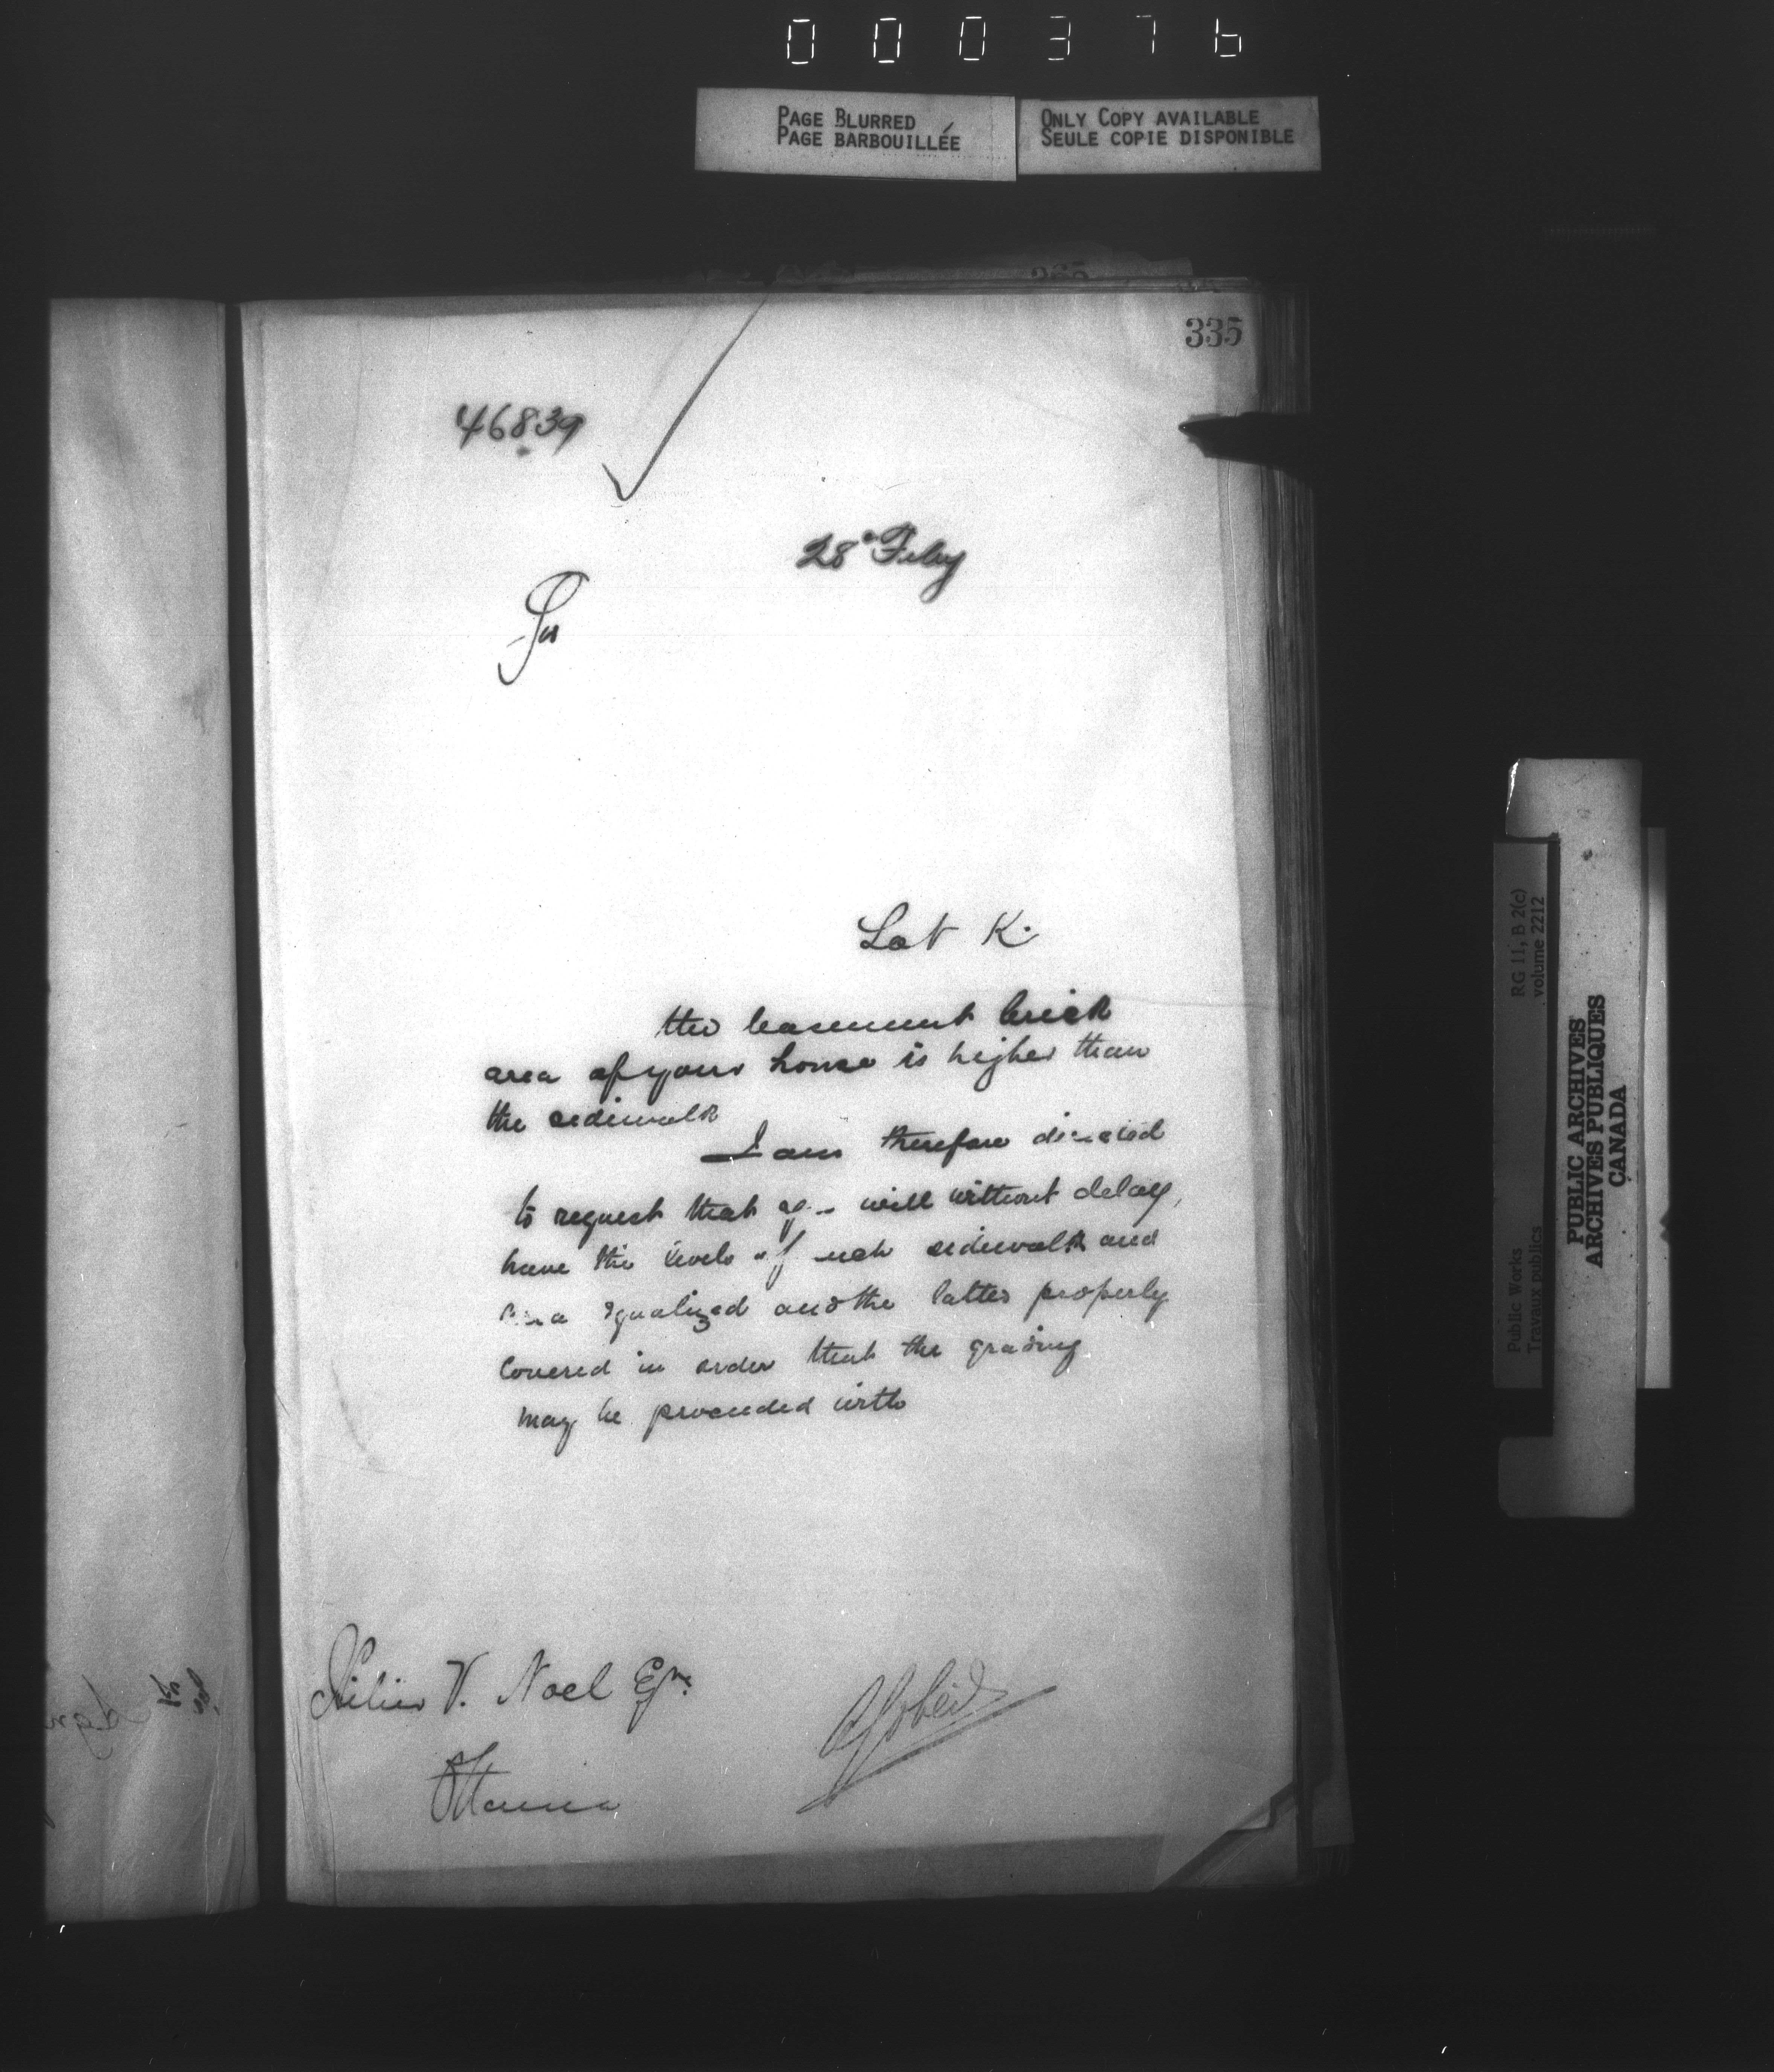 000376
PAGE BLURRED
PAGE BARBOUILLÉE
ONLY COPY AVAILABLE
SEULE COPIE DISPONIBLE
335
46839
28 Feby
Sir
Lot K.
the basement brick
area of your house is higher than
the sidewalk
I am therefore directed
to request that you will without delay,
have the levels of such sidewalk and
area equalized and the latter properly
covered in order that the grading
may be proceeded with
V. Noel Esqre.
Ottawa
RG 11, B 2(c)
volume 2212
Public Works
Travaux publics
PUBLIC ARCHIVES
ARCHIVES PUBLIQUES
CANADA